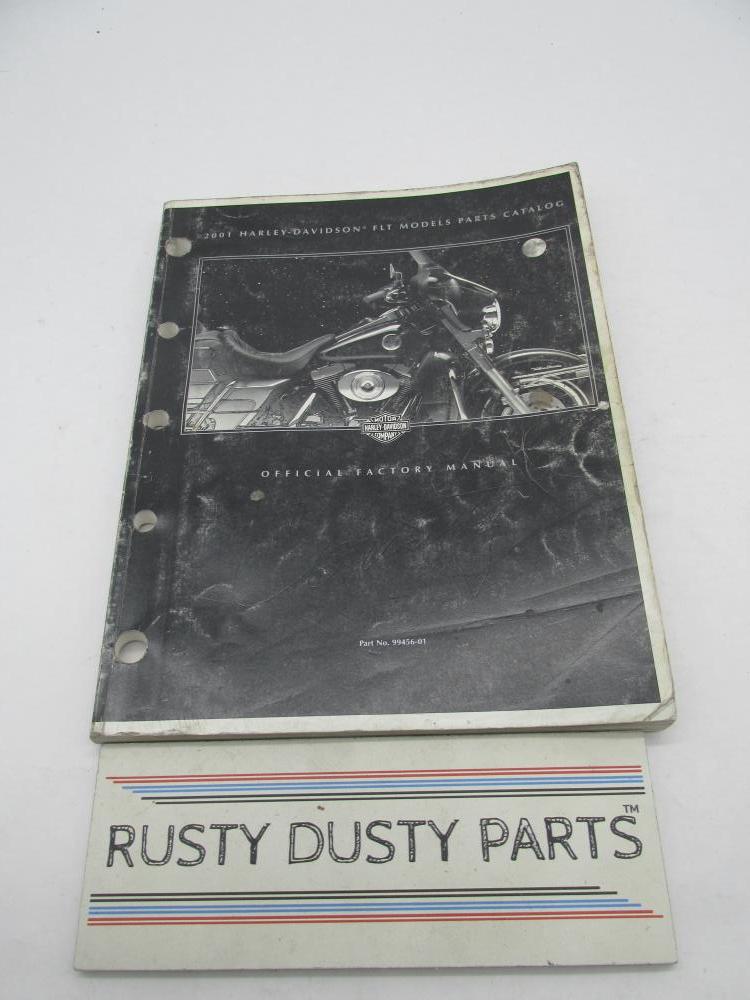 2001 HARLEY-DAVIDSON® FLT MODELS PARTS CATALOG
MOTOR
HARLEY-DAVIDSON
COMPANY
OFFICIAL FACTORY MANUAL
Part No. 99456-01
RUSTY DUSTY PARTS™